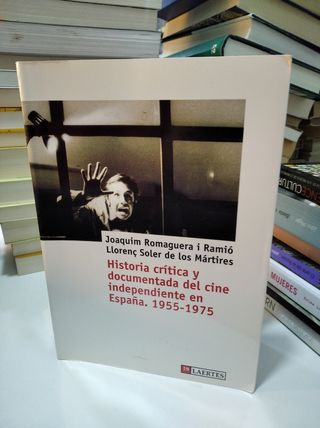 Joaquim Romaguera i Ramió
Llorenç Soler de los Mártires
Historia crítica y
documentada del cine
independiente en
España. 1955-1975
LAERTES
MUJERES